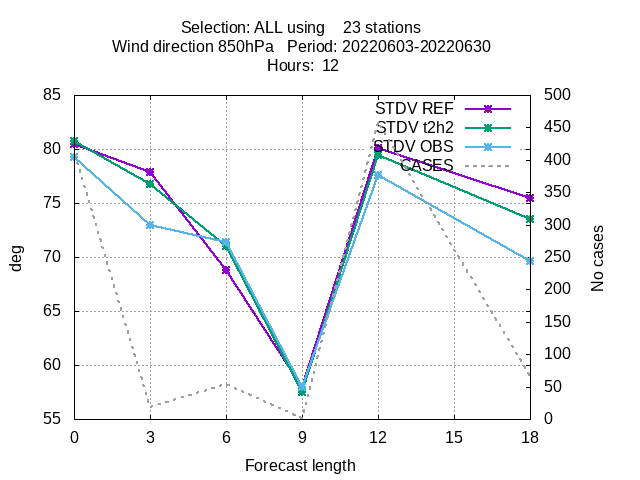 Selection: ALL using    23 stations
Wind direction 850hPa   Period: 20220603-20220630
Hours:  12
STDV REF
STDV t2h2
STDV OBS
CASES
85
80
75
70
65
60
55
deg
500
450
400
350
300
250
200
150
100
50
0
No cases
0 3 6 9 12 15 18
Forecast length